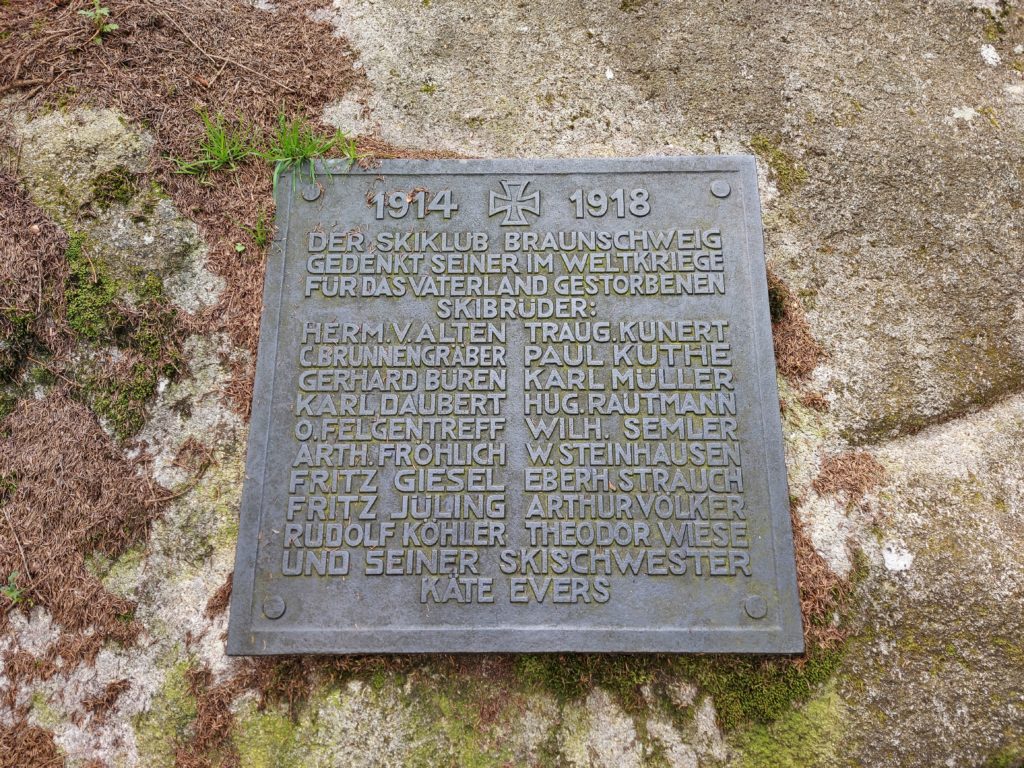 1914 1918
DER SKIKLUB BRAUNSCHWEIG
GEDENKT SEINER IM WELTKRIEGE
FÜR DAS VATERLAND GESTORBENEN
SKIBRÜDER:
HERM. V. ALTEN TRAUG. KUNERT
C. BRUNNENGRÄBER PAUL KUTHE
GERHARD BÜREN KARL MÜLLER
KARL DAUBERT HUG. RAUTMANN
O. FELGENTREFF WILH. SEMLER
ARTH. FRÖHLICH W. STEINHAUSEN
FRITZ GIESEL EBERH. STRAUCH
FRITZ JÜLING ARTHUR VÖLKER
RUDOLF KÖHLER THEODOR WIESE
UND SEINER SKISCHWESTER
KÄTE EVERS